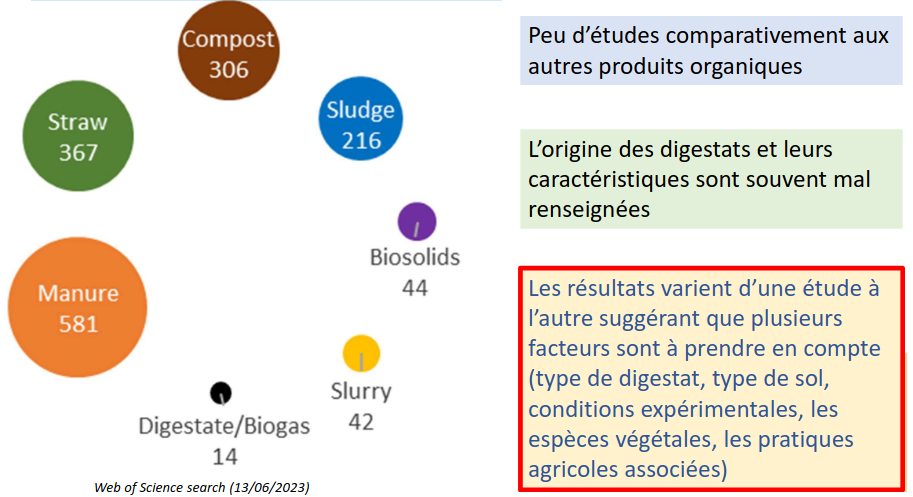 Compost
306
Straw
367
Sludge
216
Biosolids
44
Manure
581
Slurry
42
Digestate/Biogas
14
Web of Science search (13/06/2023)
Peu d’études comparativement aux
autres produits organiques
L’origine des digestats et leurs
caractéristiques sont souvent mal
renseignées
Les résultats varient d’une étude à
l’autre suggérant que plusieurs
facteurs sont à prendre en compte
(type de digestat, type de sol,
conditions expérimentales, les
espèces végétales, les pratiques
agricoles associées)